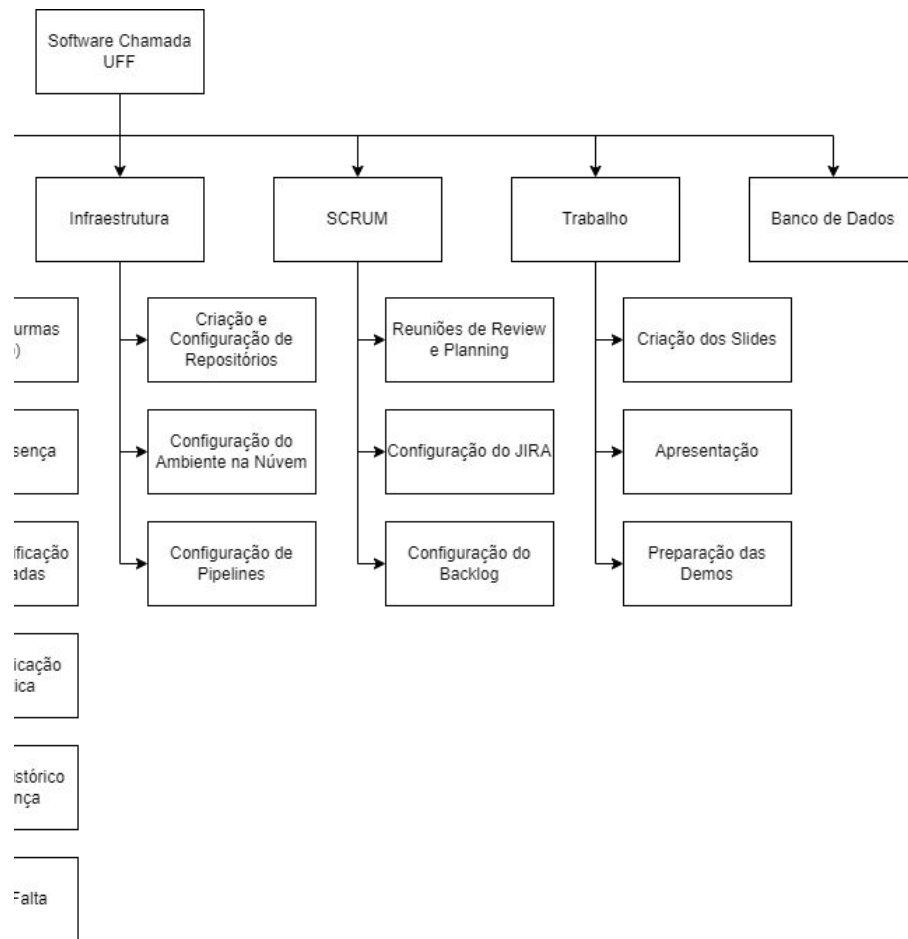 Software Chamada
UFF
Infraestrutura
SCRUM
Trabalho
Banco de Dados
Criação e
Configuração de
Repositórios
Reuniões de Review
e Planning
Criação dos Slides
Configuração do
Ambiente na Núvem
Configuração do JIRA
Apresentação
Configuração de
Pipelines
Configuração do
Backlog
Preparação das
Demos
Falta